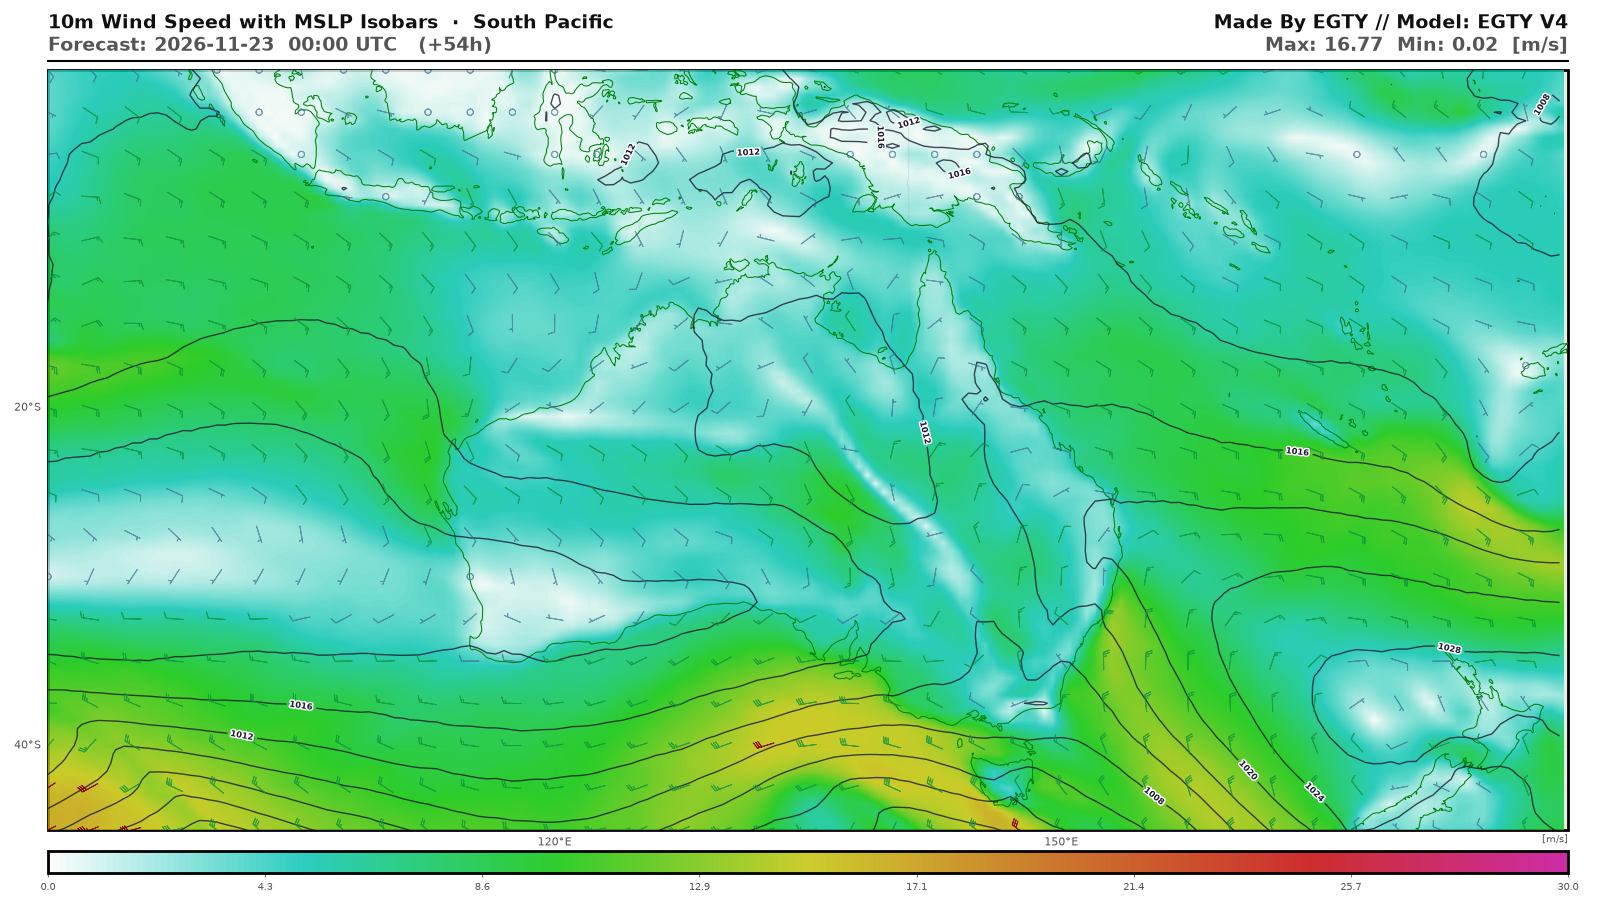 10m Wind Speed with MSLP Isobars · South Pacific
Made By EGTY // Model: EGTY V4
Forecast: 2026-11-23 00:00 UTC (+54h)
Max: 16.77 Min: 0.02 [m/s]
1008
1012
1016
1012
1012
1016
20°S
1012
1016
1028
1016
1012
40°S
1020
1024
1008
120°E
150°E
[m/s]
0.0
4.3
8.6
12.9
17.1
21.4
25.7
30.0